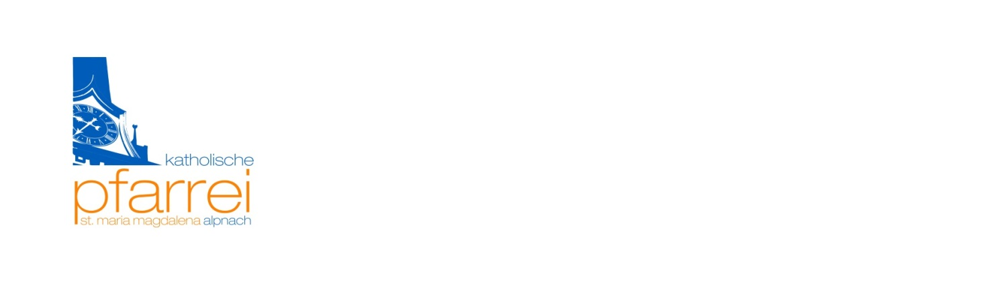 katholische
pfarrei
st. maria magdalena alpnach